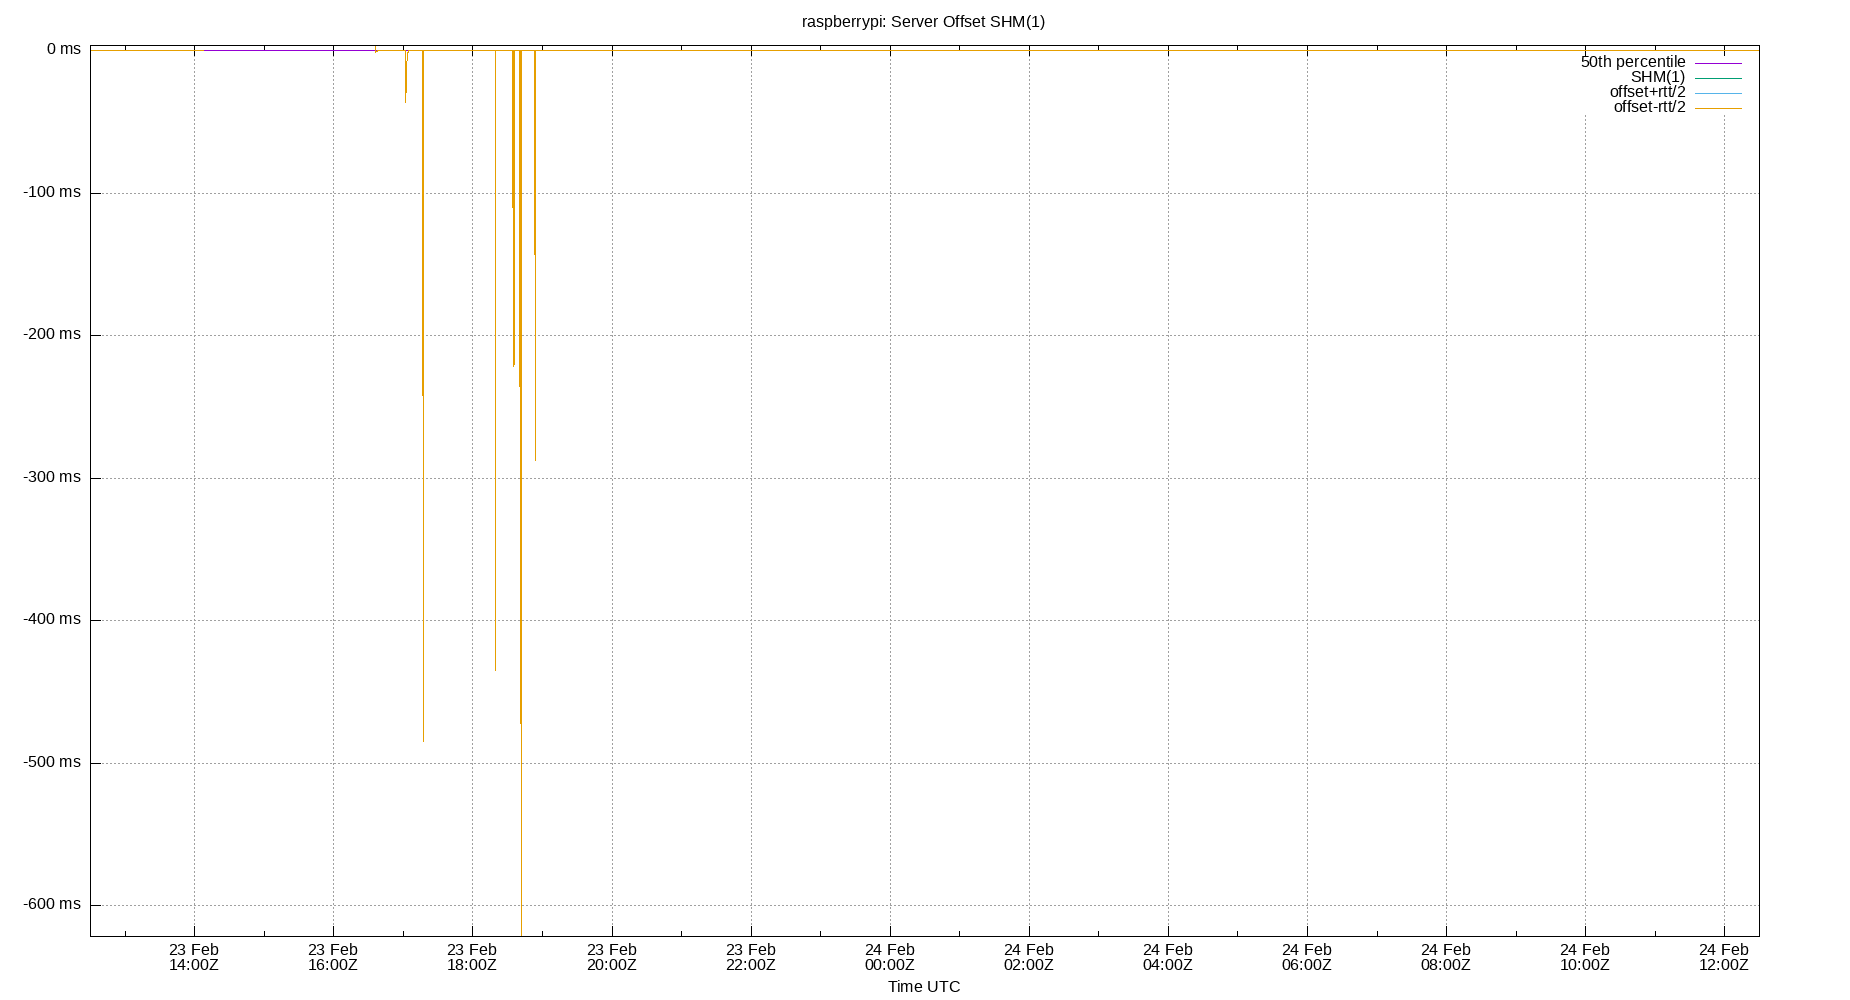 raspberrypi: Server Offset SHM(1)
0 ms
-100 ms
-200 ms
-300 ms
-400 ms
-500 ms
-600 ms
50th percentile
SHM(1)
offset+rtt/2
offset-rtt/2
23 Feb 23 Feb 23 Feb 23 Feb 23 Feb 24 Feb 24 Feb 24 Feb 24 Feb 24 Feb 24 Feb 24 Feb
14:00Z 16:00Z 18:00Z 20:00Z 22:00Z 00:00Z 02:00Z 04:00Z 06:00Z 08:00Z 10:00Z 12:00Z
Time UTC